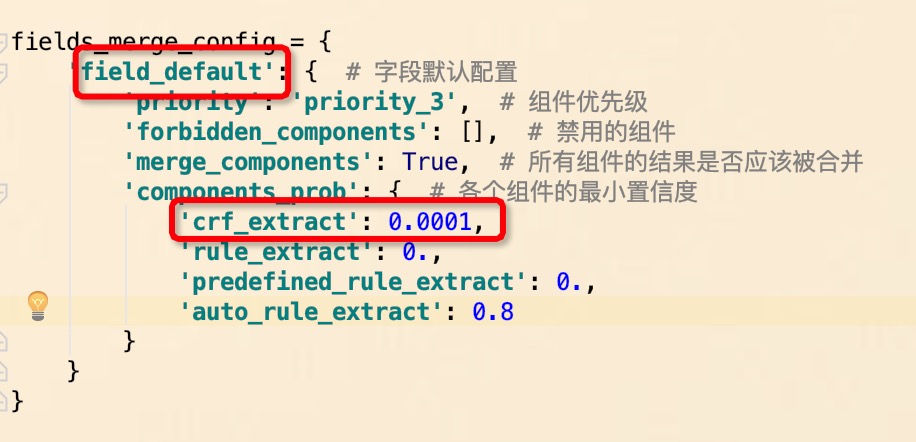 fields_merge_config = {
'field_default': { # 字段默认配置
'priority': 'priority_3', # 组件优先级
'forbidden_components': [], # 禁用的组件
'merge_components': True, # 所有组件的结果是否应该被合并
'components_prob': { # 各个组件的最小置信度
'crf_extract': 0.0001,
'rule_extract': 0.,
'predefined_rule_extract': 0.,
'auto_rule_extract': 0.8
}
}
}